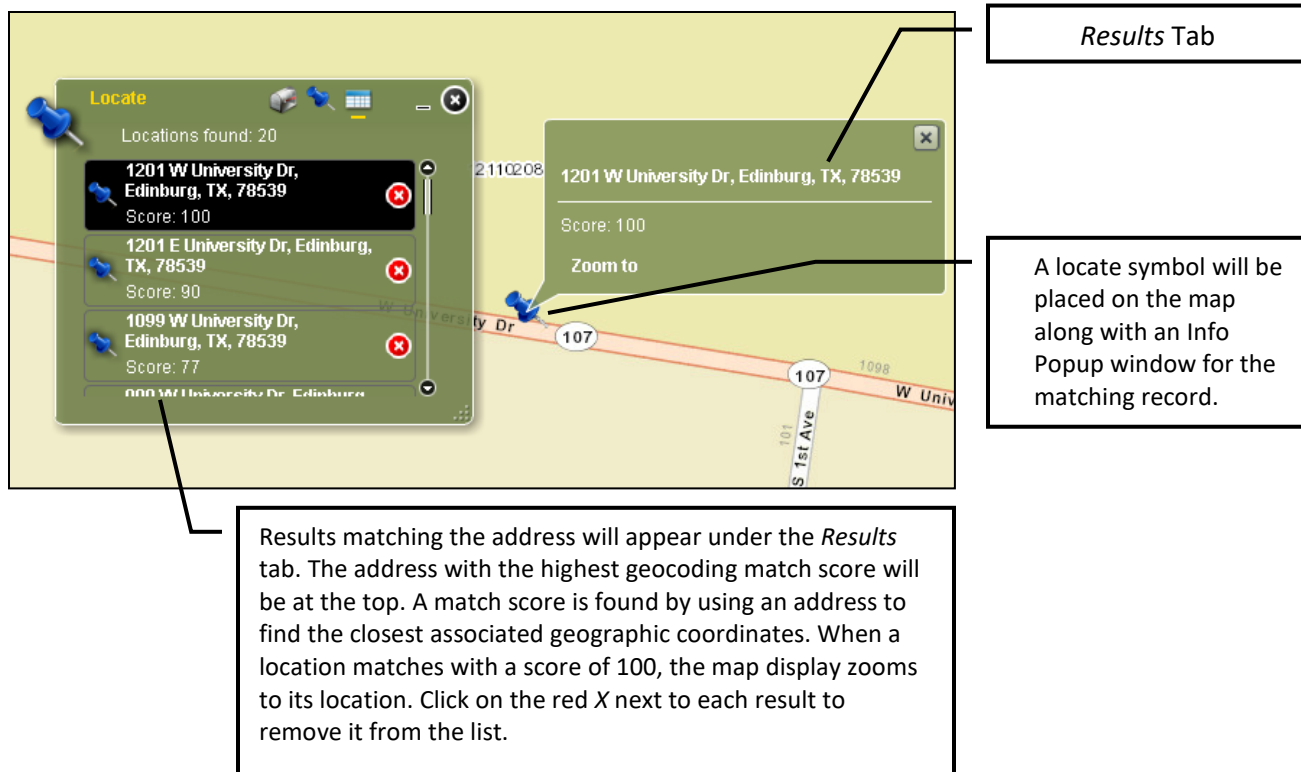 Results Tab
Locate
Locations found: 20
1201 W University Dr,
Edinburg, TX, 78539
Score: 100
1201 E University Dr, Edinburg,
TX, 78539
Score: 90
1099 W University Dr,
Edinburg, TX, 78539
Score: 77
900 W University Dr, Edinburg
2110208
1201 W University Dr, Edinburg, TX, 78539
Score: 100
Zoom to
W University Dr
107
107
1098
W Univ
101
S 1st Ave
A locate symbol will be
placed on the map
along with an Info
Popup window for the
matching record.
Results matching the address will appear under the Results
tab. The address with the highest geocoding match score will
be at the top. A match score is found by using an address to
find the closest associated geographic coordinates. When a
location matches with a score of 100, the map display zooms
to its location. Click on the red X next to each result to
remove it from the list.